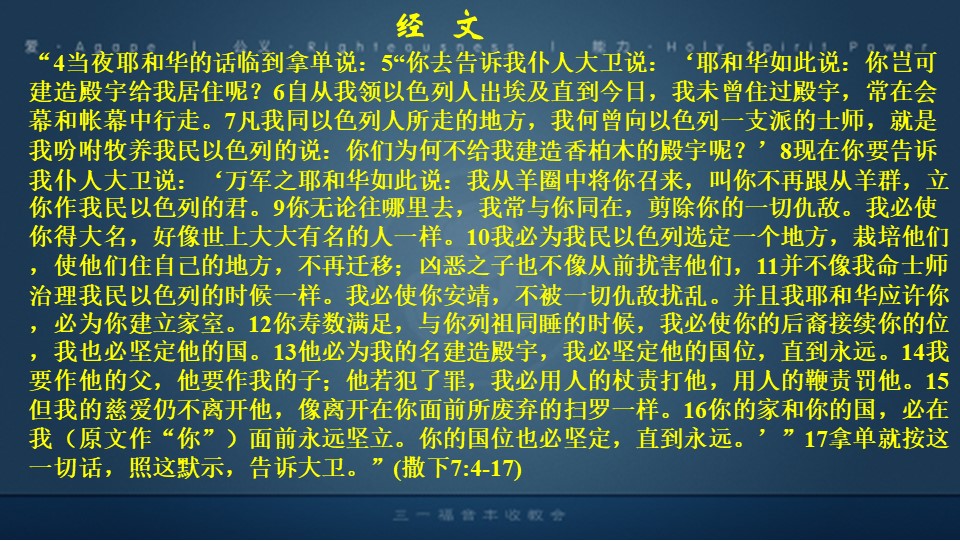 经 文
爱 · Agape | 公义 · Righteousness | 能力 · Holy Spirit Power
“4当夜耶和华的话临到拿单说：5“你去告诉我仆人大卫说：‘耶和华如此说：你岂可
建造殿宇给我居住呢？6自从我领以色列人出埃及直到今日，我未曾住过殿宇，常在会
幕和帐幕中行走。7凡我同以色列人所走的地方，我何曾向以色列一支派的士师，就是
我吩咐牧养我民以色列的说：你们为何不给我建造香柏木的殿宇呢？’8现在你要告诉
我仆人大卫说：‘万军之耶和华如此说：我从羊圈中将你召来，叫你不再跟从羊群，立
你作我民以色列的君。9你无论往哪里去，我常与你同在，剪除你的一切仇敌。我必使
你得大名，好像世上大大有名的人一样。10我必为我民以色列选定一个地方，栽培他们
，使他们住自己的地方，不再迁移；凶恶之子也不像从前扰害他们，11并不像我命士师
治理我民以色列的时候一样。我必使你安靖，不被一切仇敌扰乱。并且我耶和华应许你
，必为你建立家室。12你寿数满足，与你列祖同睡的时候，我必使你的后裔接续你的位
，我也必坚定他的国。13他必为我的名建造殿宇，我必坚定他的国位，直到永远。14我
要作他的父，他要作我的子；他若犯了罪，我必用人的杖责打他，用人的鞭责罚他。15
但我的慈爱仍不离开他，像离开在你面前所废弃的扫罗一样。16你的家和你的国，必在
我（原文作“你”）面前永远坚立。你的国位也必坚定，直到永远。’”17拿单就按这
一切话，照这默示，告诉大卫。”(撒下7:4-17)
三一福音丰收教会